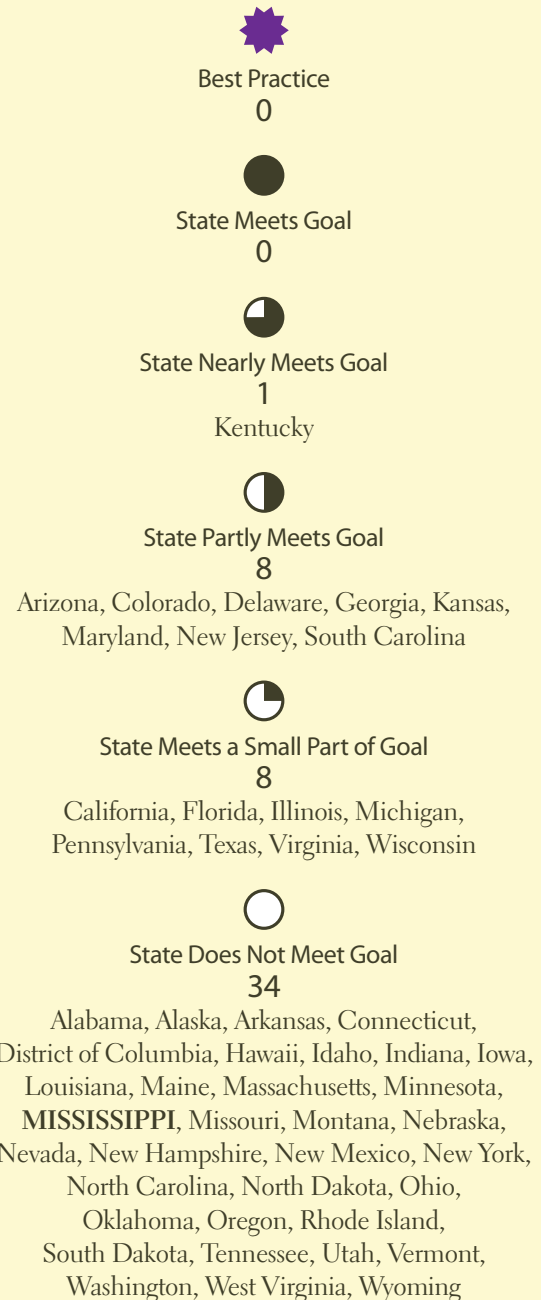 Best Practice
0
State Meets Goal
0
State Nearly Meets Goal
1
Kentucky
State Partly Meets Goal
8
Arizona, Colorado, Delaware, Georgia, Kansas,
Maryland, New Jersey, South Carolina
State Meets a Small Part of Goal
8
California, Florida, Illinois, Michigan,
Pennsylvania, Texas, Virginia, Wisconsin
State Does Not Meet Goal
34
Alabama, Alaska, Arkansas, Connecticut,
District of Columbia, Hawaii, Idaho, Indiana, Iowa,
Louisiana, Maine, Massachusetts, Minnesota,
MISSISSIPPI, Missouri, Montana, Nebraska,
Nevada, New Hampshire, New Mexico, New York,
North Carolina, North Dakota, Ohio,
Oklahoma, Oregon, Rhode Island,
South Dakota, Tennessee, Utah, Vermont,
Washington, West Virginia, Wyoming